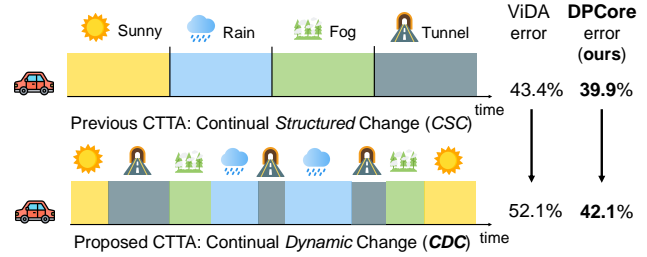 Sunny
Rain
Fog
Tunnel
ViDA error
DPCore error (ours)
43.4%
39.9%
time
Previous CTTA: Continual Structured Change (CSC)
52.1%
42.1%
time
Proposed CTTA: Continual Dynamic Change (CDC)